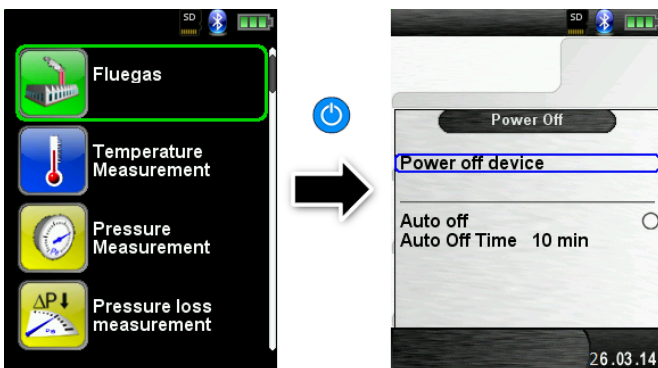 SD
Fluegas
Temperature
Measurement
Pressure
Measurement
ΔP
Pressure loss
measurement
SD
Power Off
Power off device
Auto off
Auto Off Time 10 min
26.03.14